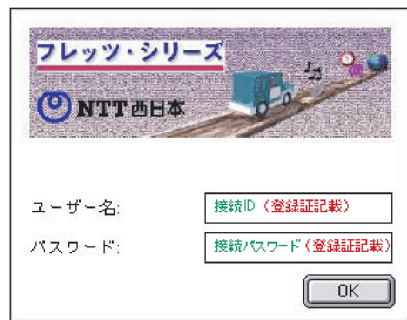 フレッツ・シリーズ
NTT西日本
ユーザー名: 接続ID（登録証記載）
パスワード: 接続パスワード（登録証記載）
OK